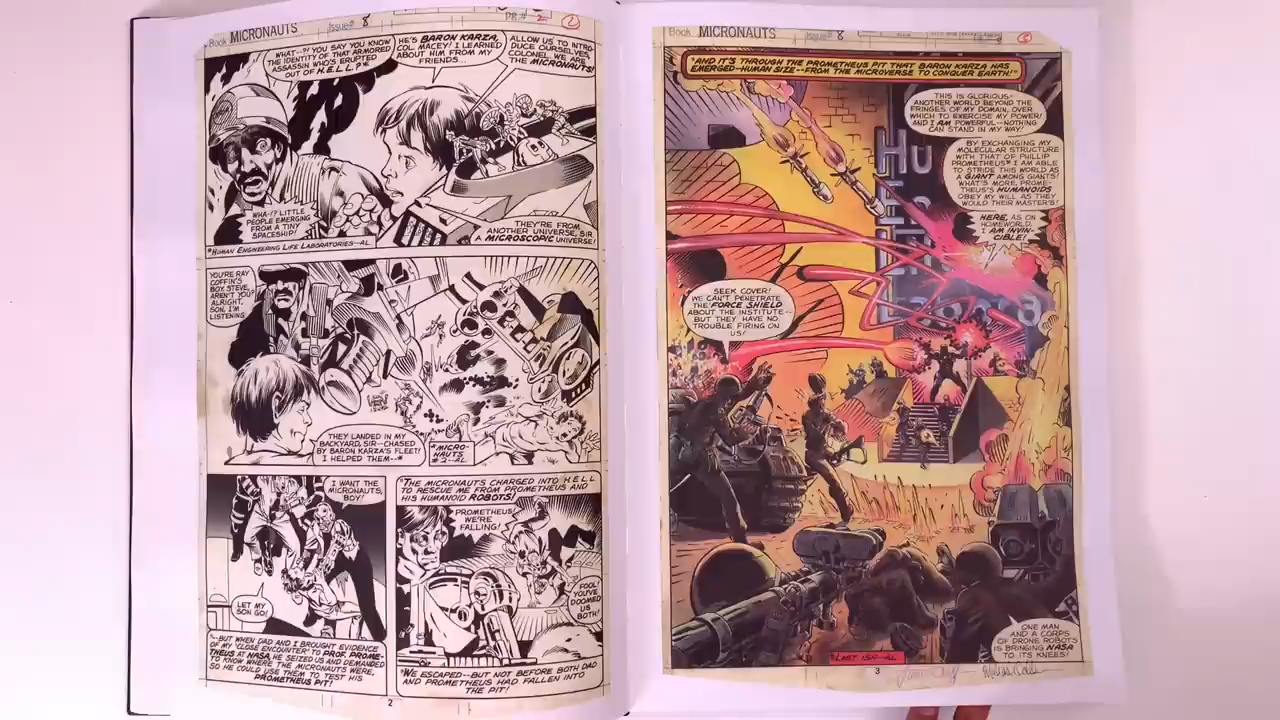 Book MICRONAUTS Issue# 8
WHAT--?! YOU SAY YOU KNOW
THE IDENTITY OF THAT ARMORED
ASSASSIN WHO'S ERUPTED
OUT OF H.E.L.L.?*
HE'S BARON KARZA,
COL. MACEY! I LEARNED
ABOUT HIM FROM MY
FRIENDS...
ALLOW US TO INTRO-
DUCE OURSELVES,
COLONEL. WE ARE
THE MICRONAUTS!
WHA-!? LITTLE
PEOPLE EMERGING
FROM A TINY
SPACESHIP!
THEY'RE FROM
ANOTHER UNIVERSE, SIR.
A MICROSCOPIC UNIVERSE!
*HUMAN ENGINEERING LIFE LABORATORIES--AL
YOU'RE RAY
COFFIN'S
BOY, STEVE,
AREN'T YOU?
ALRIGHT,
SON, I'M
LISTENING.
THEY LANDED IN MY
BACKYARD, SIR--CHASED
BY BARON KARZA'S FLEET!
I HELPED THEM--*
*MICRO-
NAUTS
#2--AL
I WANT THE
MICRONAUTS,
BOY!
LET MY
SON GO!
"--BUT WHEN DAD AND I BROUGHT EVIDENCE
OF MY 'CLOSE ENCOUNTER' TO PROF. PROME-
THEUS AT NASA, HE SEIZED US AND DEMANDED
TO KNOW WHERE THE MICRONAUTS WERE,
SO HE COULD USE THEM TO TEST HIS
PROMETHEUS PIT!
"THE MICRONAUTS CHARGED INTO H.E.L.L.
TO RESCUE ME FROM PROMETHEUS AND
HIS HUMANOID ROBOTS!
PROMETHEUS!
WE'RE
FALLING!
FOOL
YOU'VE
DOOMED
US
BOTH!
"WE ESCAPED--BUT NOT BEFORE BOTH DAD
AND PROMETHEUS HAD FALLEN INTO
THE PIT!
2
Book MICRONAUTS Issue# 8
"AND IT'S THROUGH THE PROMETHEUS PIT THAT BARON KARZA HAS
EMERGED--HUMAN SIZE--FROM THE MICROVERSE TO CONQUER EARTH!"
THIS IS GLORIOUS--
ANOTHER WORLD BEYOND THE
FRINGES OF MY DOMAIN, OVER
WHICH TO EXERCISE MY POWER!
AND I AM POWERFUL--NOTHING
CAN STAND IN MY WAY!
BY EXCHANGING MY
MOLECULAR STRUCTURE
WITH THAT OF PHILLIP
PROMETHEUS* I AM ABLE
TO STRIDE THIS WORLD AS
A GIANT AMONG GIANTS!
WHAT'S MORE, PROME-
THEUS'S HUMANOIDS
OBEY MY WILL AS THEY
WOULD THEIR MASTER'S!
HERE, AS ON
HOMEWORLD,
I AM INVIN-
CIBLE!
SEEK COVER!
WE CAN'T PENETRATE
THE FORCE SHIELD
ABOUT THE INSTITUTE--
BUT THEY HAVE NO
TROUBLE FIRING ON
US!
ONE MAN
AND A CORPS
OF DRONE ROBOTS
IS BRINGING NASA
TO ITS KNEES!
*LAST ISH--AL
3